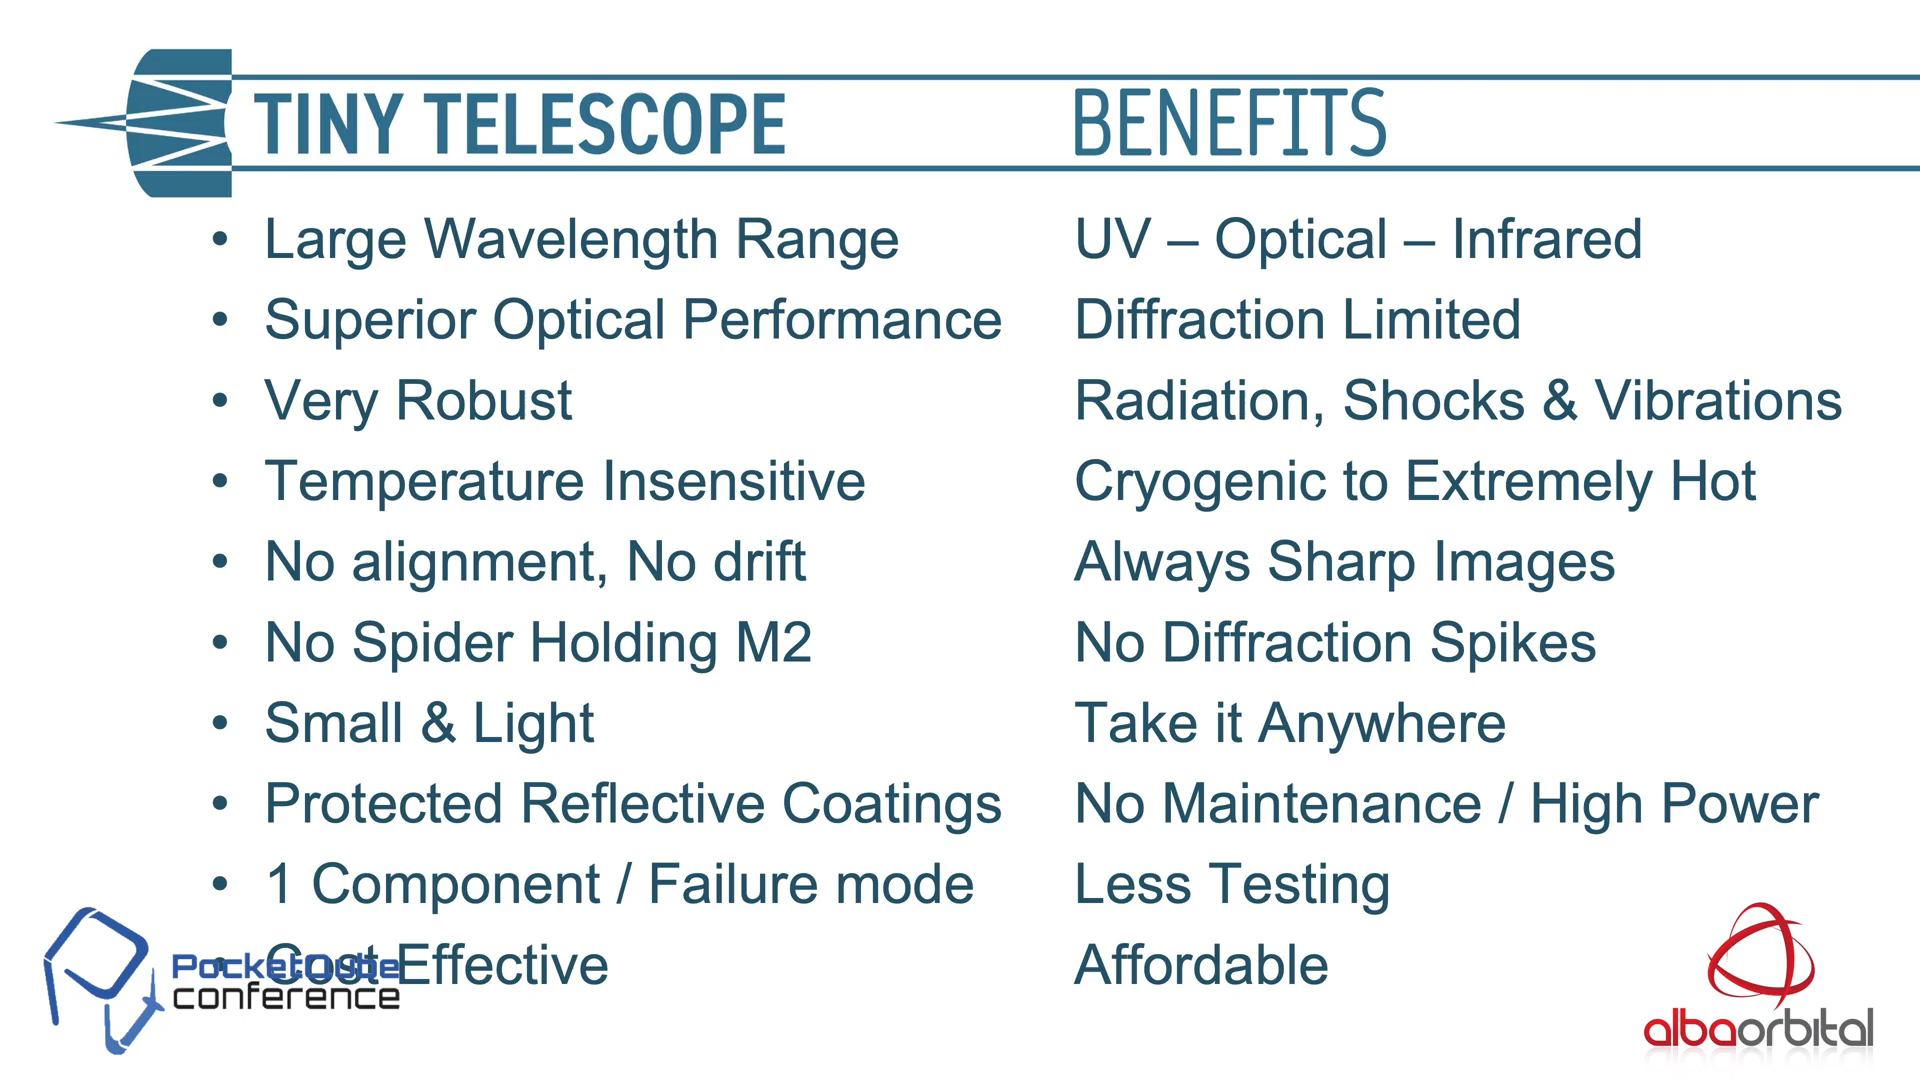 TINY TELESCOPE BENEFITS
• Large Wavelength Range UV – Optical – Infrared
• Superior Optical Performance Diffraction Limited
• Very Robust Radiation, Shocks & Vibrations
• Temperature Insensitive Cryogenic to Extremely Hot
• No alignment, No drift Always Sharp Images
• No Spider Holding M2 No Diffraction Spikes
• Small & Light Take it Anywhere
• Protected Reflective Coatings No Maintenance / High Power
• 1 Component / Failure mode Less Testing
• Cost Effective Affordable
PocketQube
conference
albaorbital